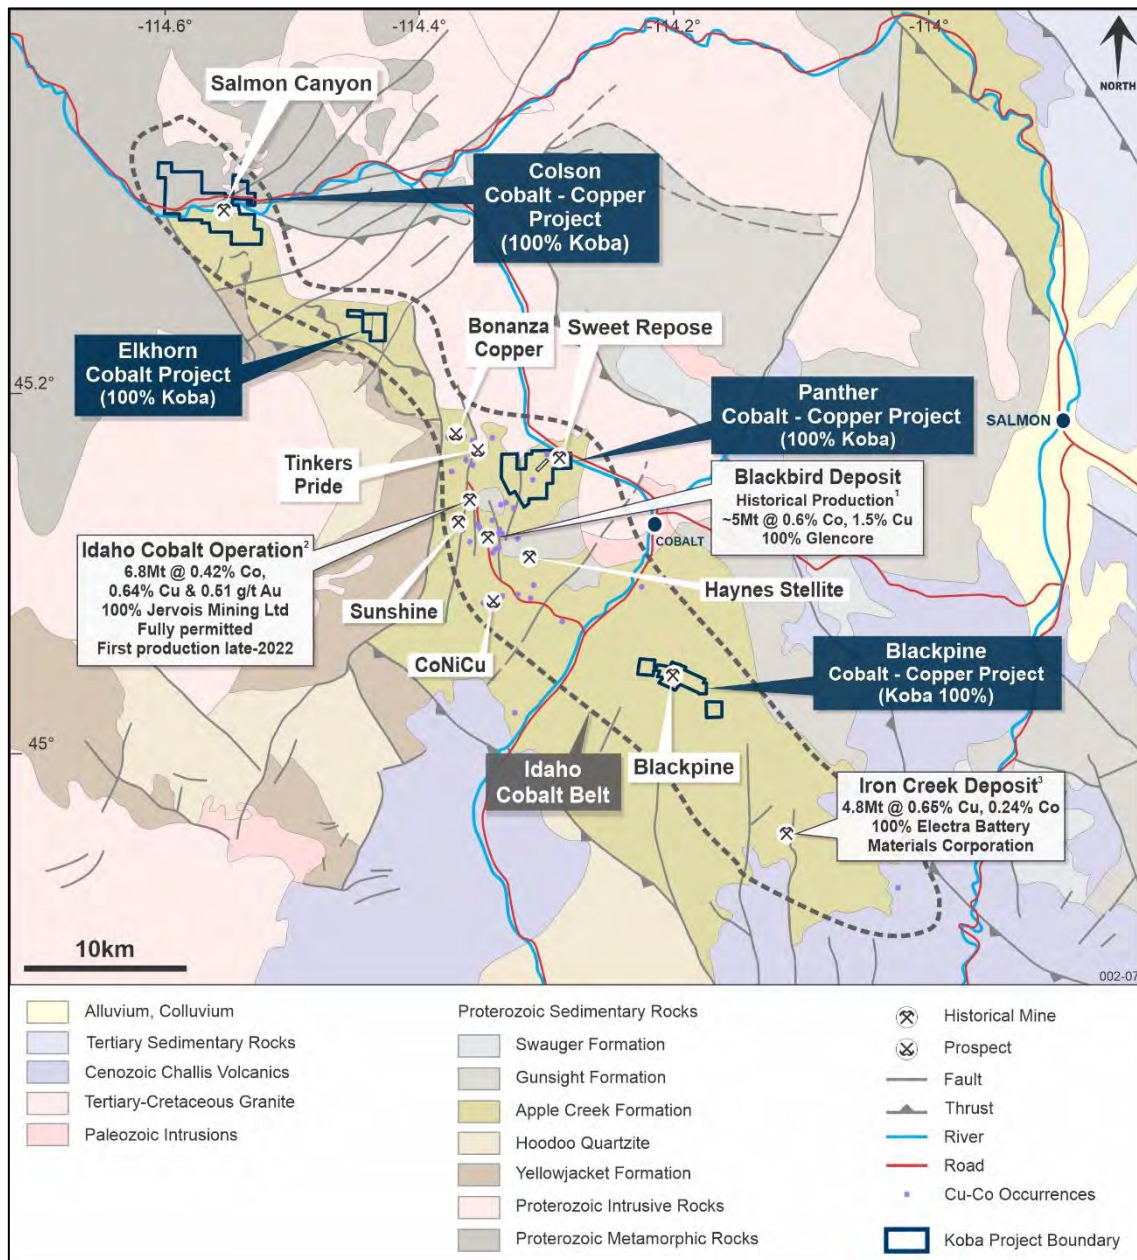 -114.6
-114.4
-114.2
-114°
NORTH
Salmon Canyon
Colson
Cobalt - Copper
Project
(100% Koba)
Elkhorn
Cobalt Project
(100% Koba)
45.2°
Bonanza
Copper
Sweet Repose
Panther
Cobalt - Copper Project
(100% Koba)
SALMON
Tinkers
Pride
Blackbird Deposit
Historical Production¹
~5Mt @ 0.6% Co, 1.5% Cu
100% Glencore
COBALT
Idaho Cobalt Operation²
6.8Mt @ 0.42% Co,
0.64% Cu & 0.51 g/t Au
100% Jervois Mining Ltd
Fully permitted
First production late-2022
Sunshine
Haynes Stellite
CoNiCu
Blackpine
Cobalt - Copper Project
(Koba 100%)
45°
Idaho
Cobalt Belt
Blackpine
Iron Creek Deposit³
4.8Mt @ 0.65% Cu, 0.24% Co
100% Electra Battery
Materials Corporation
10km
002-07
Alluvium, Colluvium
Tertiary Sedimentary Rocks
Cenozoic Challis Volcanics
Tertiary-Cretaceous Granite
Paleozoic Intrusions
Proterozoic Sedimentary Rocks
Swauger Formation
Gunsight Formation
Apple Creek Formation
Hoodoo Quartzite
Yellowjacket Formation
Proterozoic Intrusive Rocks
Proterozoic Metamorphic Rocks
Historical Mine
Prospect
Fault
Thrust
River
Road
Cu-Co Occurrences
Koba Project Boundary